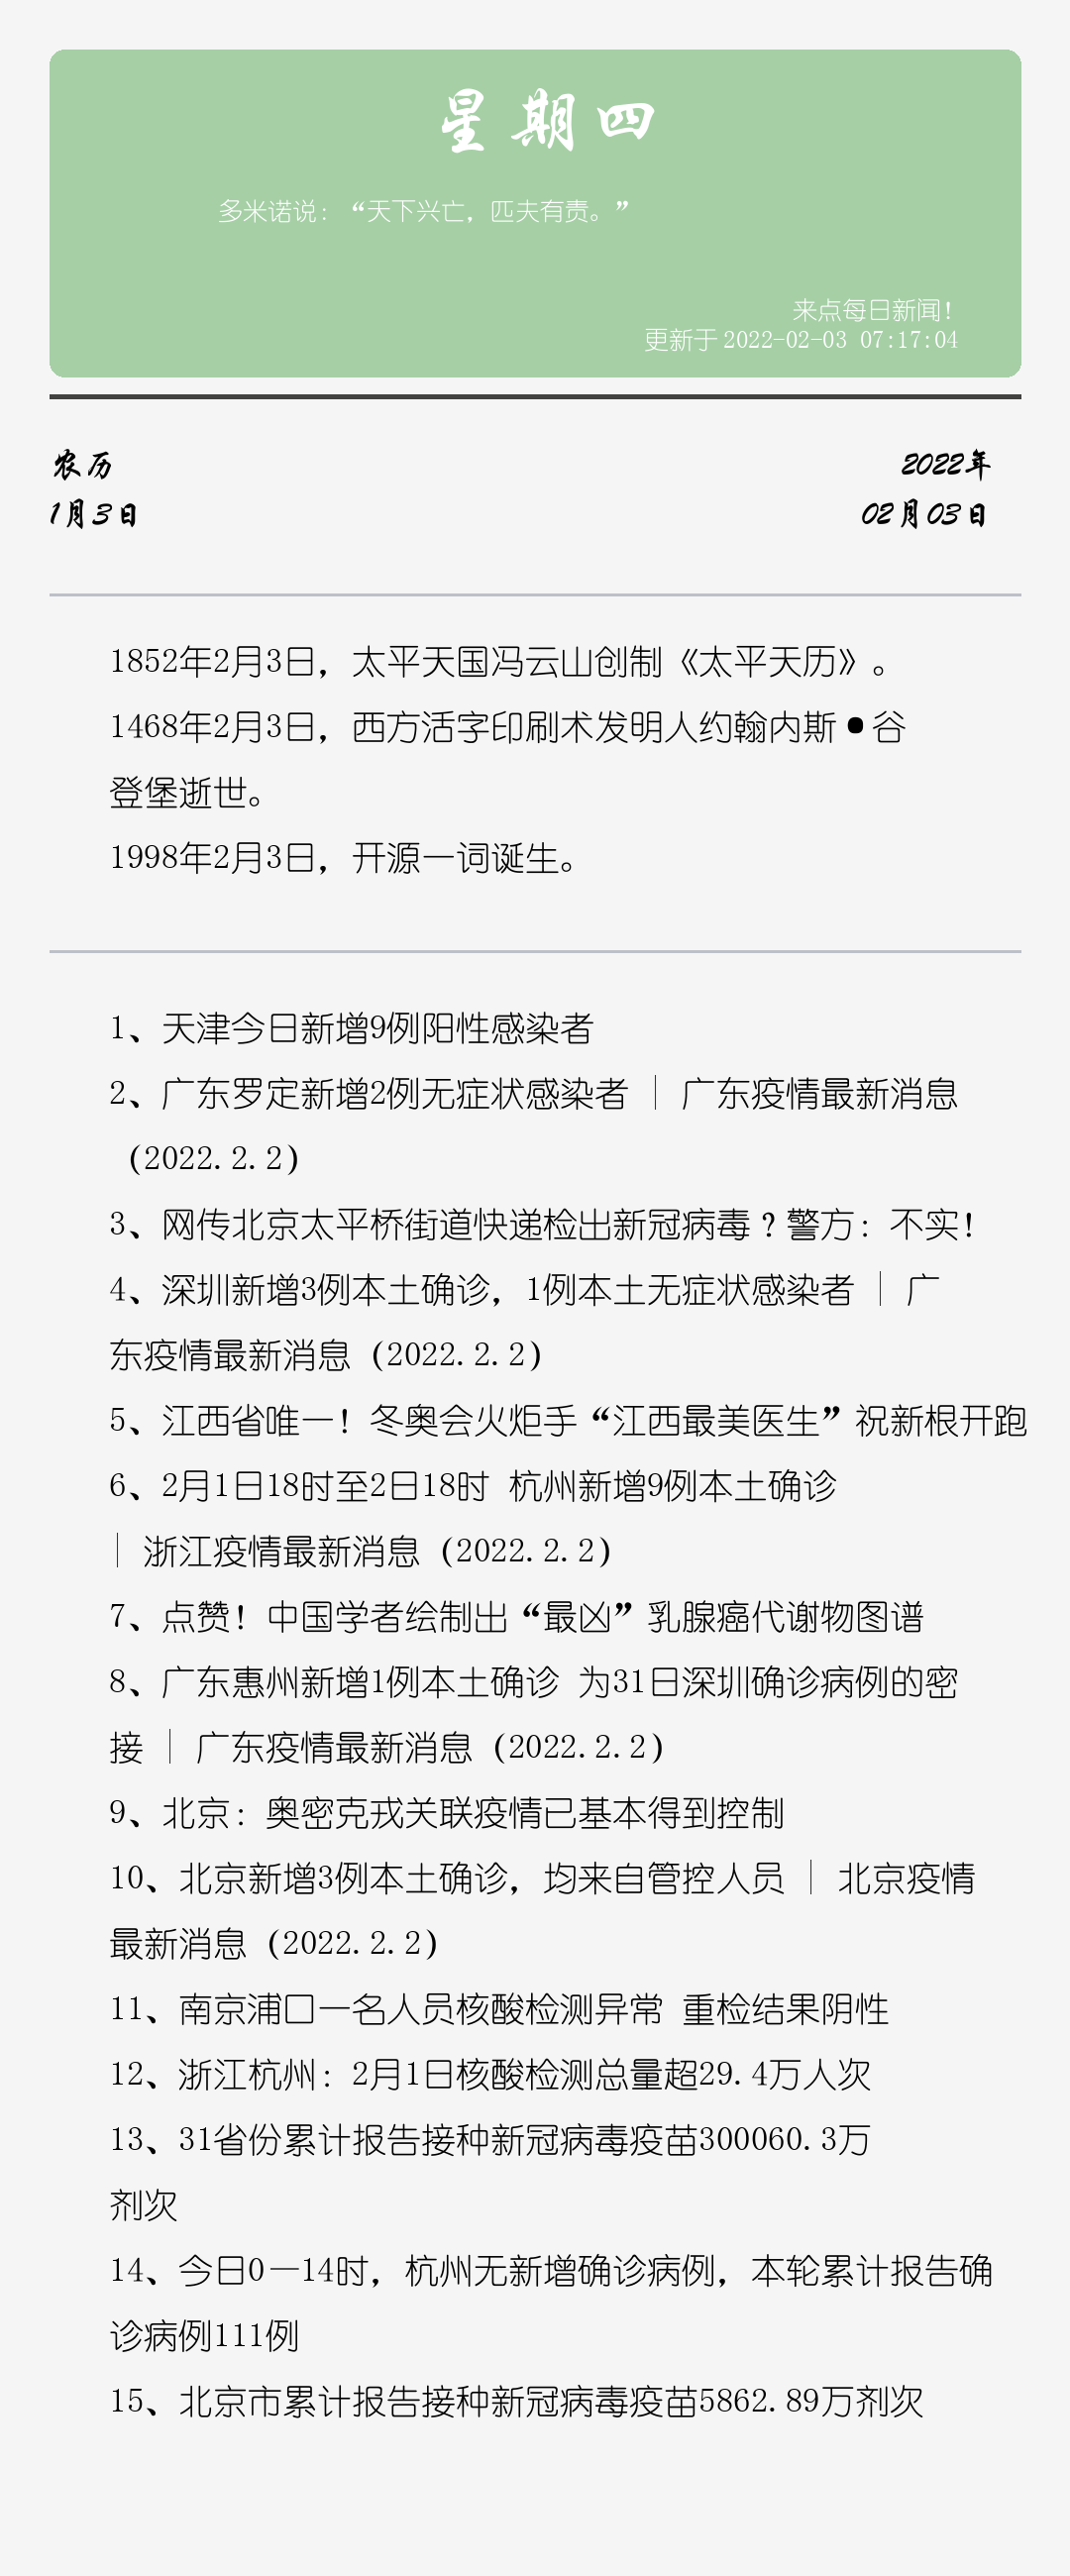 星期四
多米诺说：“天下兴亡，匹夫有责。”
来点每日新闻！
更新于 2022-02-03 07:17:04
农历
2022年
1月3日
02月03日
1852年2月3日，太平天国冯云山创制《太平天历》。
1468年2月3日，西方活字印刷术发明人约翰内斯•谷
登堡逝世。
1998年2月3日，开源一词诞生。
1、天津今日新增9例阳性感染者
2、广东罗定新增2例无症状感染者 | 广东疫情最新消息
（2022.2.2）
3、网传北京太平桥街道快递检出新冠病毒？警方：不实！
4、深圳新增3例本土确诊，1例本土无症状感染者 | 广
东疫情最新消息（2022.2.2）
5、江西省唯一！冬奥会火炬手“江西最美医生”祝新根开跑
6、2月1日18时至2日18时 杭州新增9例本土确诊
| 浙江疫情最新消息（2022.2.2）
7、点赞！中国学者绘制出“最凶”乳腺癌代谢物图谱
8、广东惠州新增1例本土确诊 为31日深圳确诊病例的密
接 | 广东疫情最新消息（2022.2.2）
9、北京：奥密克戎关联疫情已基本得到控制
10、北京新增3例本土确诊，均来自管控人员 | 北京疫情
最新消息（2022.2.2）
11、南京浦口一名人员核酸检测异常 重检结果阴性
12、浙江杭州：2月1日核酸检测总量超29.4万人次
13、31省份累计报告接种新冠病毒疫苗300060.3万
剂次
14、今日0—14时，杭州无新增确诊病例，本轮累计报告确
诊病例111例
15、北京市累计报告接种新冠病毒疫苗5862.89万剂次